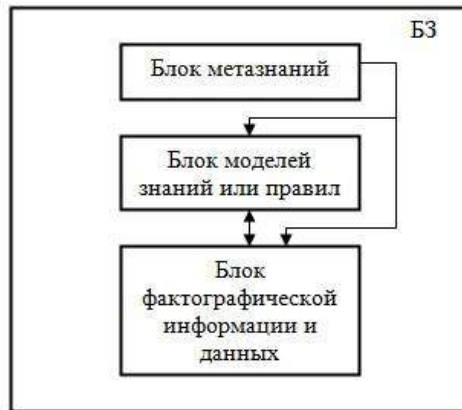 БЗ
Блок метазнаний
Блок моделей
знаний или правил
Блок
фактографической
информации и
данных